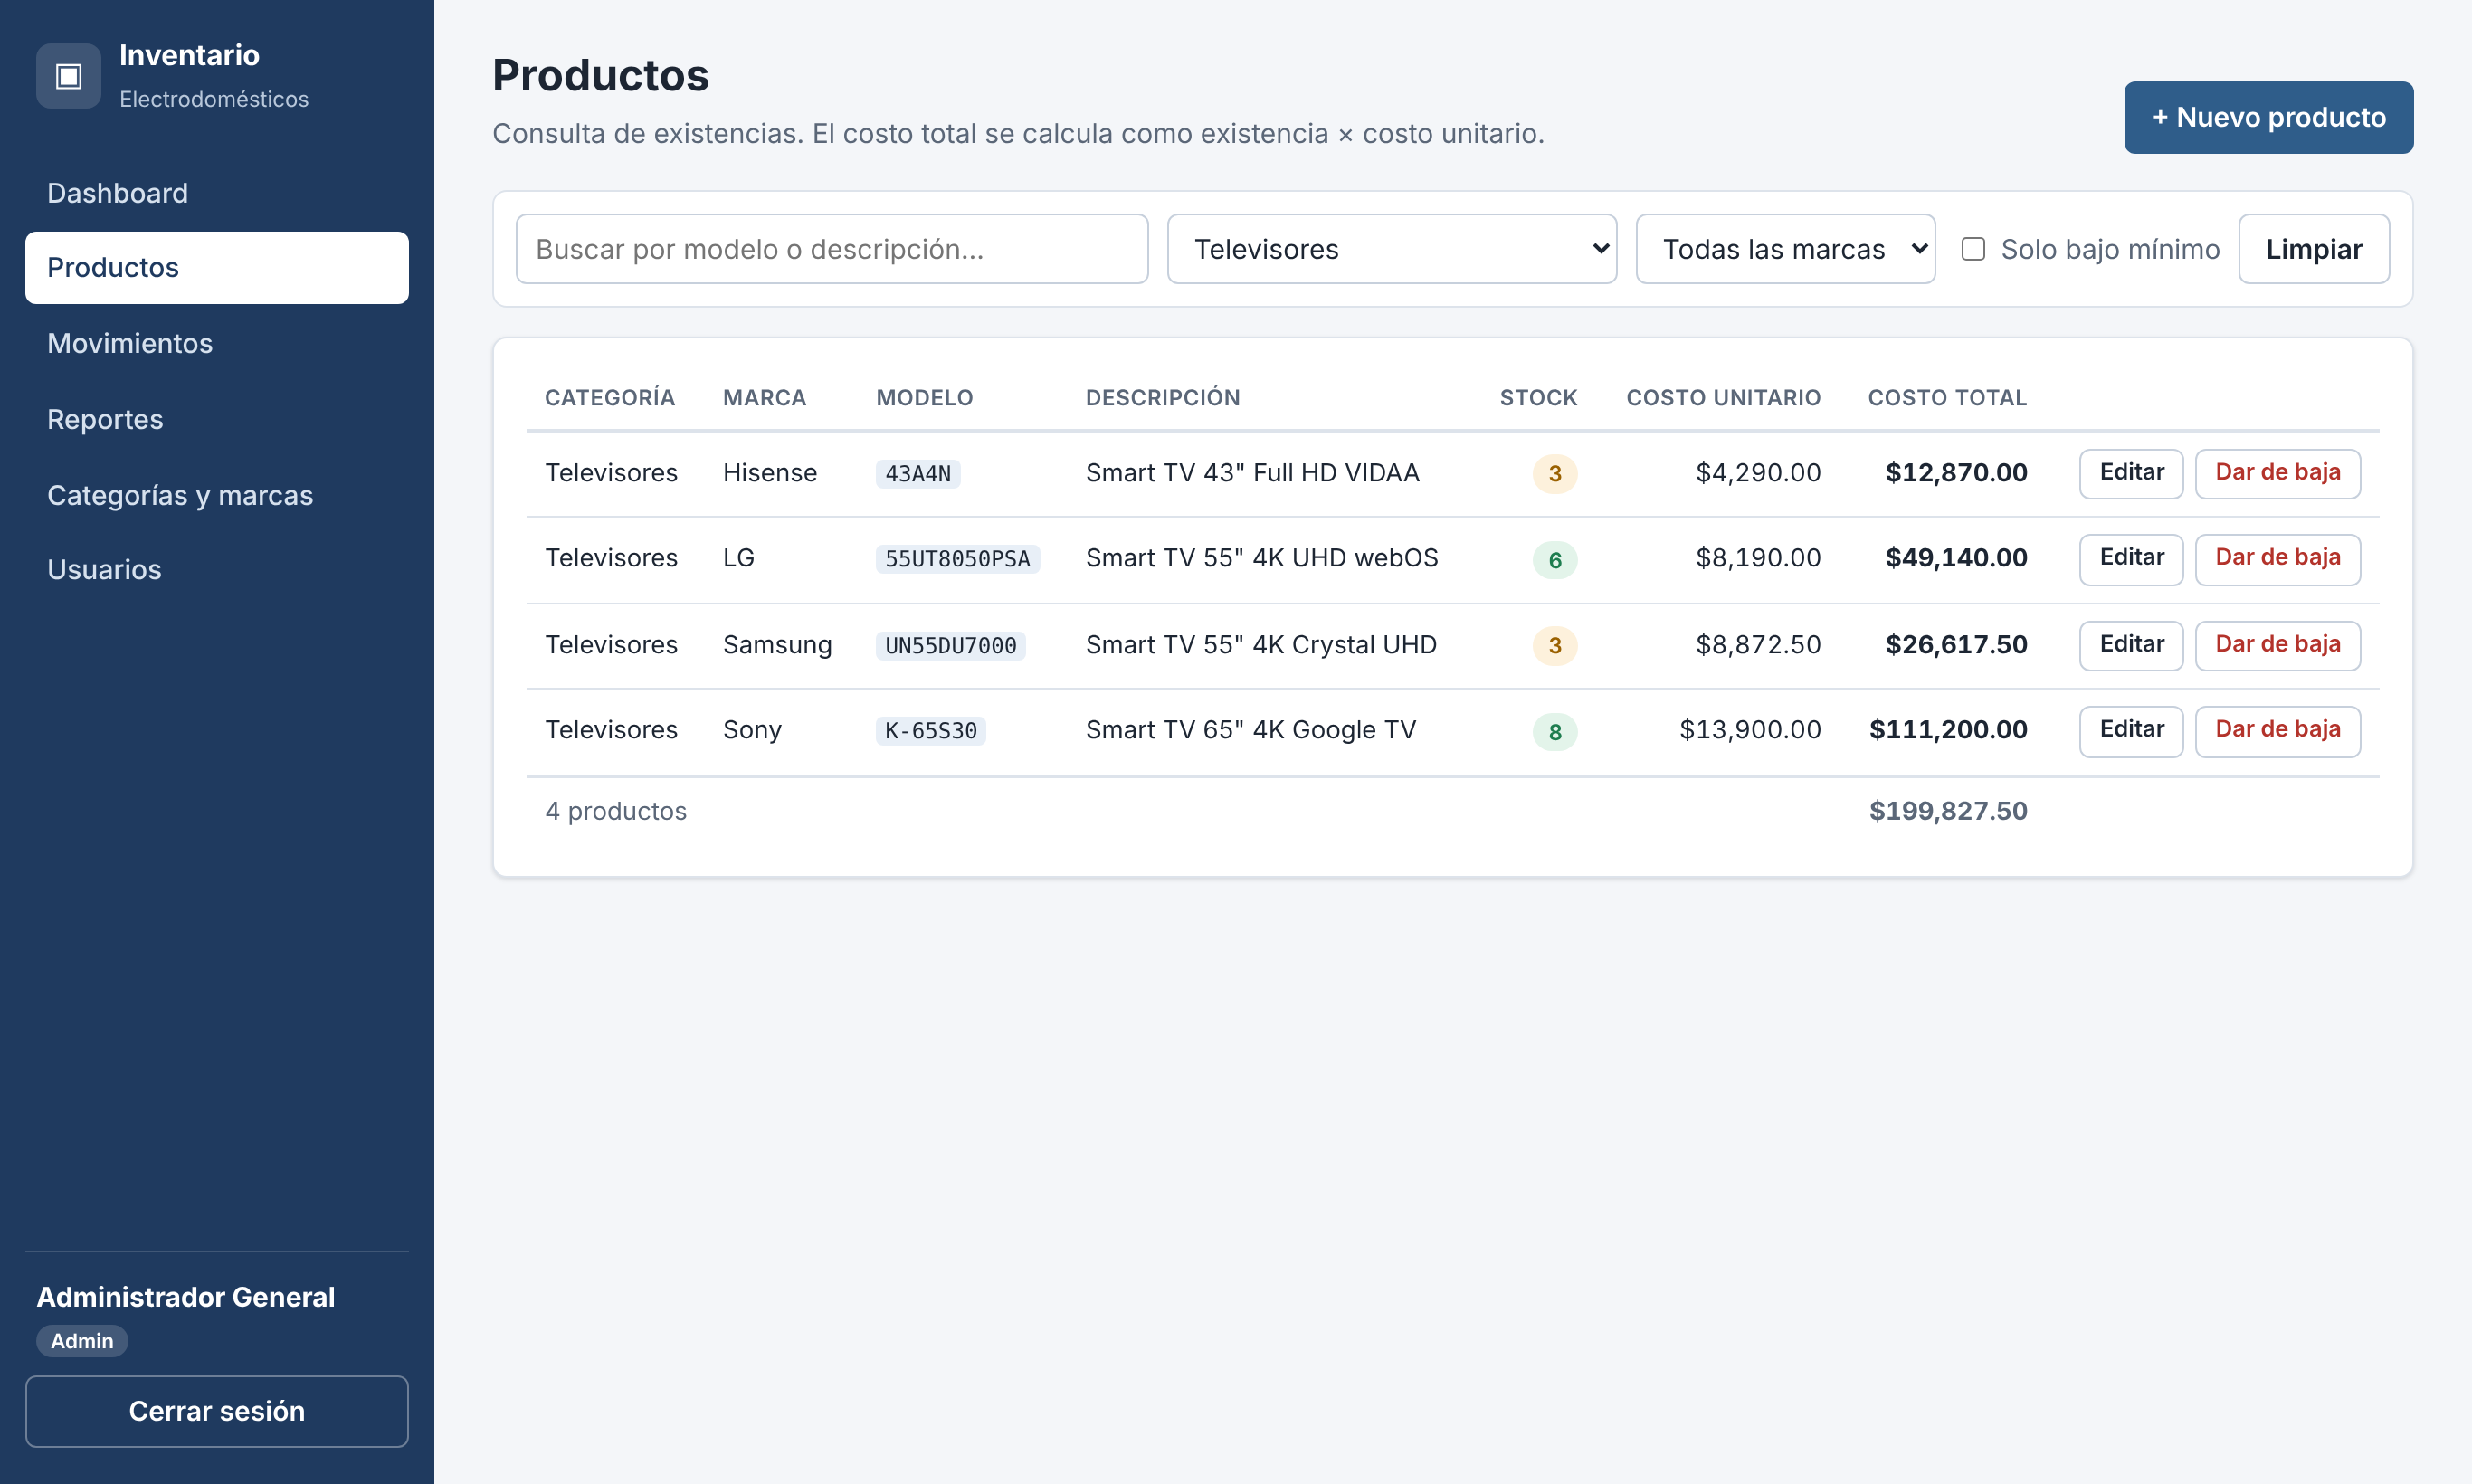 Inventario
Electrodomésticos
Dashboard
Productos
Movimientos
Reportes
Categorías y marcas
Usuarios
Administrador General
Admin
Cerrar sesión
Productos
Consulta de existencias. El costo total se calcula como existencia × costo unitario.
+ Nuevo producto
Buscar por modelo o descripción... Televisores Todas las marcas Solo bajo mínimo Limpiar
CATEGORÍA MARCA MODELO DESCRIPCIÓN STOCK COSTO UNITARIO COSTO TOTAL
Televisores Hisense 43A4N Smart TV 43" Full HD VIDAA 3 $4,290.00 $12,870.00 Editar Dar de baja
Televisores LG 55UT8050PSA Smart TV 55" 4K UHD webOS 6 $8,190.00 $49,140.00 Editar Dar de baja
Televisores Samsung UN55DU7000 Smart TV 55" 4K Crystal UHD 3 $8,872.50 $26,617.50 Editar Dar de baja
Televisores Sony K-65S30 Smart TV 65" 4K Google TV 8 $13,900.00 $111,200.00 Editar Dar de baja
4 productos $199,827.50